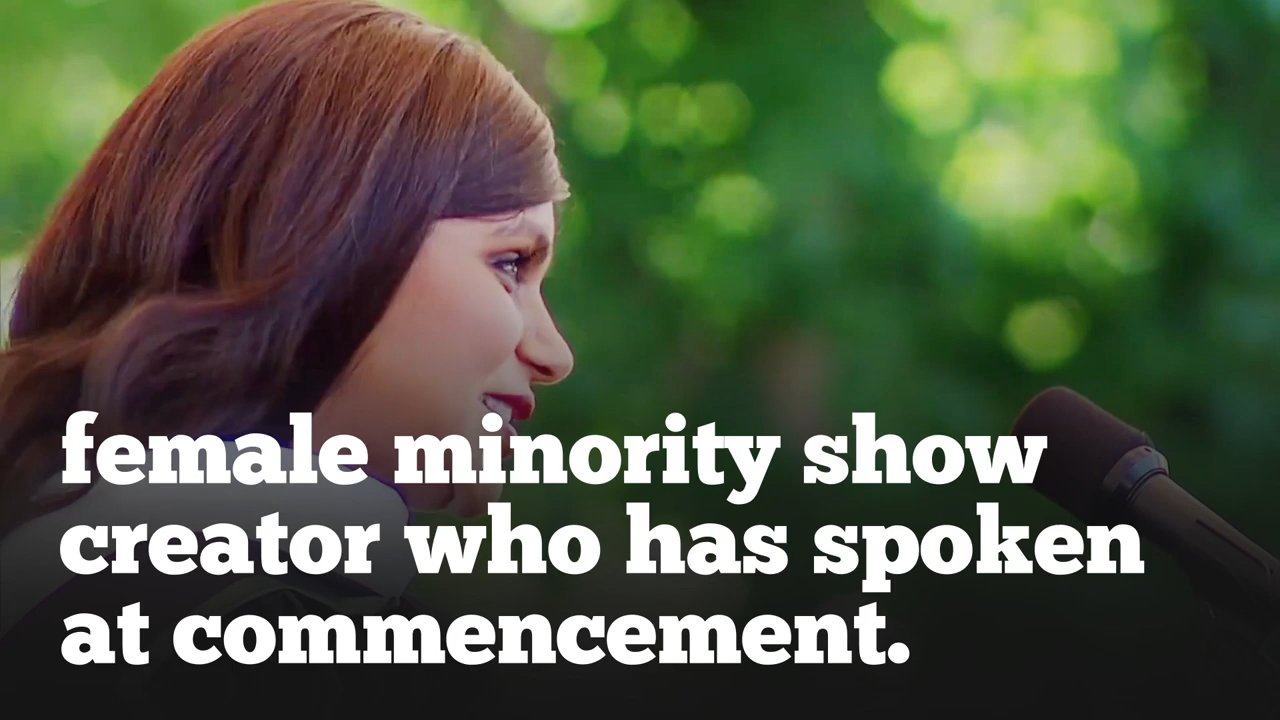 female minority show
creator who has spoken
at commencement.